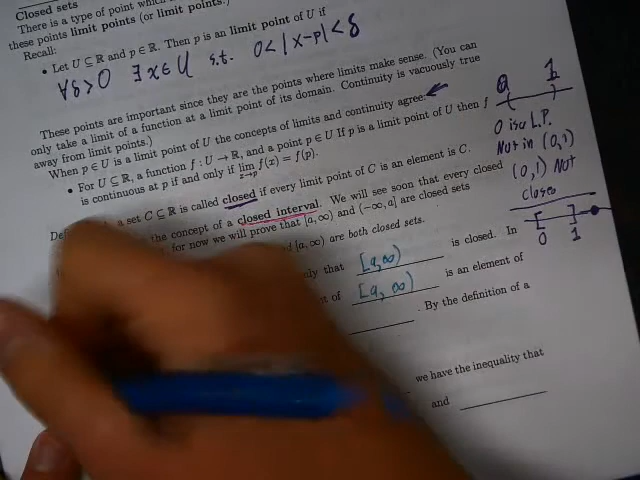 Closed sets
There is a type of point which
these points limit points (or limit points.
Recall:
• Let U ⊆ ℝ and p ∈ ℝ. Then p is an limit point of U if
∀δ>0 ∃x∈U s.t. 0<|x-p|<δ
These points are important since they are the points where limits make sense. (You can
only take a limit of a function at a limit point of its domain. Continuity is vacuously true
away from limit points.)
When p ∈ U is a limit point of U the concepts of limits and continuity agree:
• For U ⊆ ℝ, a function f : U → ℝ, and a point p ∈ U If p is a limit point of U then f
is continuous at p if and only if lim x→p f(x) = f(p).
a set C ⊆ ℝ is called closed if every limit point of C is an element of C.
the concept of a closed interval. We will see soon that every closed
for now we will prove that [a, ∞) and (-∞, a] are closed sets
[a, ∞) are both closed sets.
that [a,∞) is closed. In
of [a,∞) is an element of
. By the definition of a
we have the inequality that
and
0 1
0 is a L.P.
Not in (0,1)
(0,1) Not
closed
[ ]
0 1